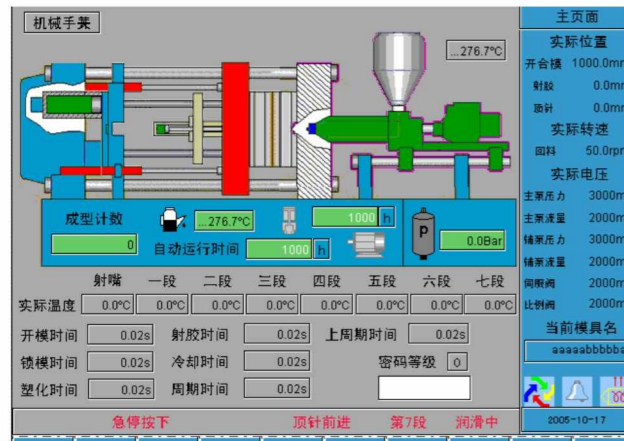 机械手关
...276.7℃
成型计数
0
...276.7℃
自动运行时间
1000 h
1000 h
P
0.0Bar
射嘴 一段 二段 三段 四段 五段 六段 七段
实际温度 0.0℃ 0.0℃ 0.0℃ 0.0℃ 0.0℃ 0.0℃ 0.0℃ 0.0℃
开模时间 0.02s 射胶时间 0.02s 上周期时间 0.02s
锁模时间 0.02s 冷却时间 0.02s 密码等级 0
塑化时间 0.02s 周期时间 0.02s
急停按下 顶针前进 第7段 润滑中
主页面
实际位置
开合模 1000.0m
射胶 0.0m
顶针 0.0m
实际转速
回料 50.0rp
实际电压
主泵压力 3000m
主泵流量 2000m
辅泵压力 3000m
辅泵流量 2000m
伺服阀 2000m
比例阀 2000m
当前模具名
aaaaabbbbba
2005-10-17